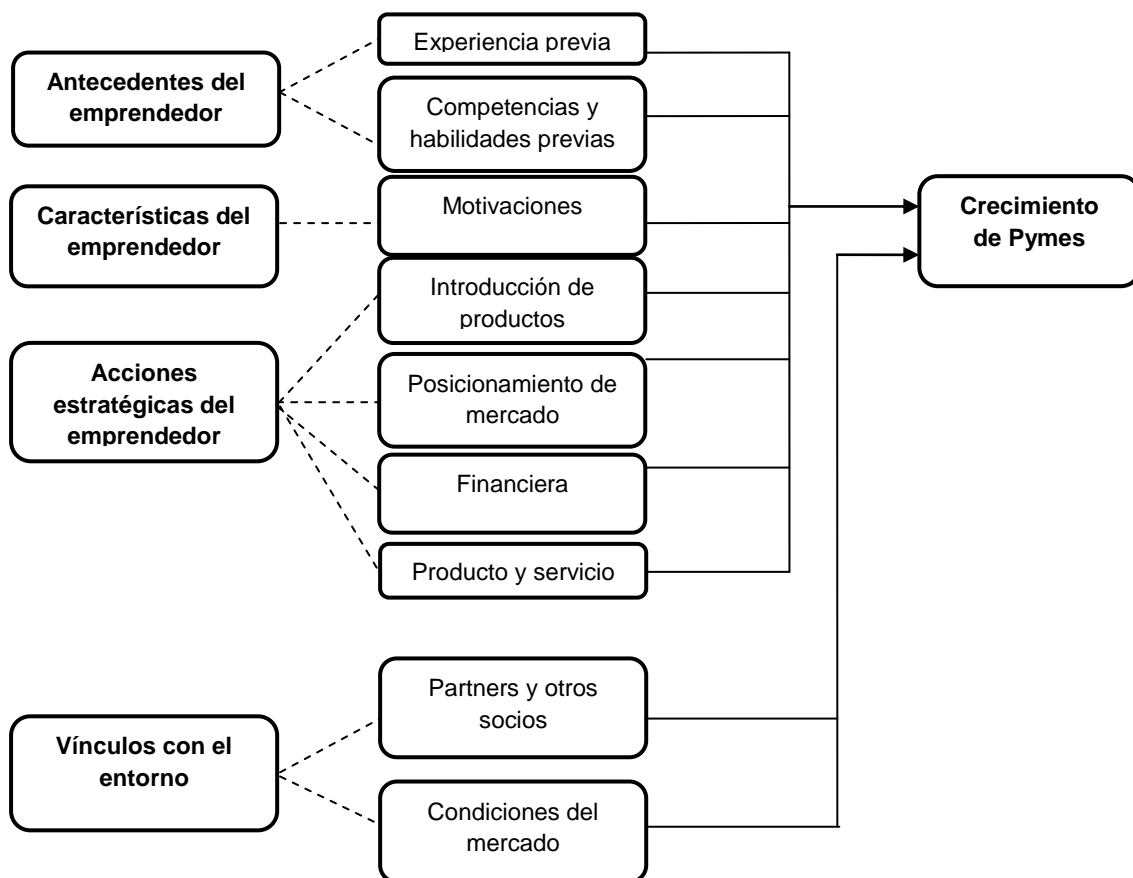 Antecedentes del
emprendedor
Experiencia previa
Competencias y
habilidades previas
Características del
emprendedor
Motivaciones
Acciones
estratégicas del
emprendedor
Introducción de
productos
Posicionamiento de
mercado
Financiera
Producto y servicio
Vínculos con el
entorno
Partners y otros
socios
Condiciones del
mercado
Crecimiento
de Pymes